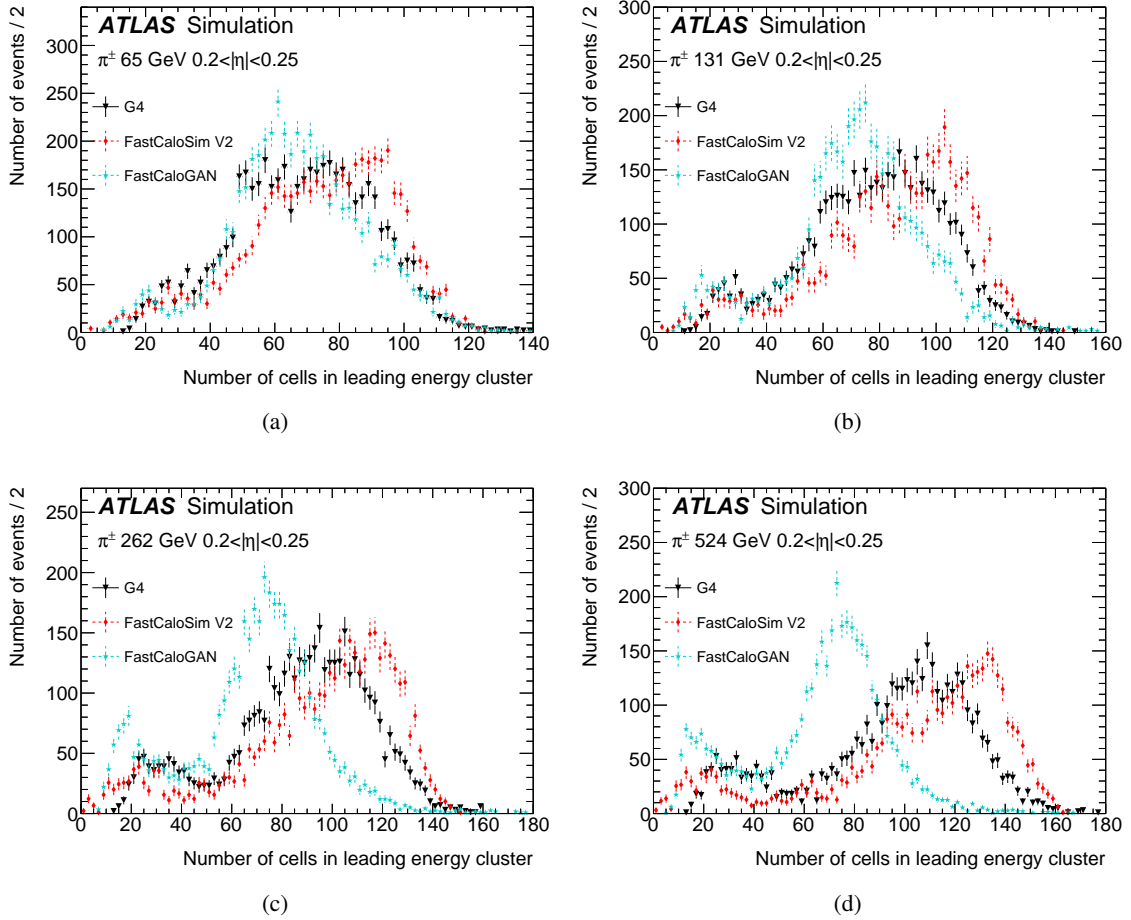 Number of events / 2
ATLAS Simulation
π± 65 GeV 0.2<|η|<0.25
G4
FastCaloSim V2
FastCaloGAN
300
250
200
150
100
50
0
0 20 40 60 80 100 120 140
Number of cells in leading energy cluster
(a)
Number of events / 2
ATLAS Simulation
π± 131 GeV 0.2<|η|<0.25
G4
FastCaloSim V2
FastCaloGAN
300
250
200
150
100
50
0
0 20 40 60 80 100 120 140 160
Number of cells in leading energy cluster
(b)
Number of events / 2
ATLAS Simulation
π± 262 GeV 0.2<|η|<0.25
G4
FastCaloSim V2
FastCaloGAN
250
200
150
100
50
0
0 20 40 60 80 100 120 140 160 180
Number of cells in leading energy cluster
(c)
Number of events / 2
ATLAS Simulation
π± 524 GeV 0.2<|η|<0.25
G4
FastCaloSim V2
FastCaloGAN
300
250
200
150
100
50
0
0 20 40 60 80 100 120 140 160 180
Number of cells in leading energy cluster
(d)